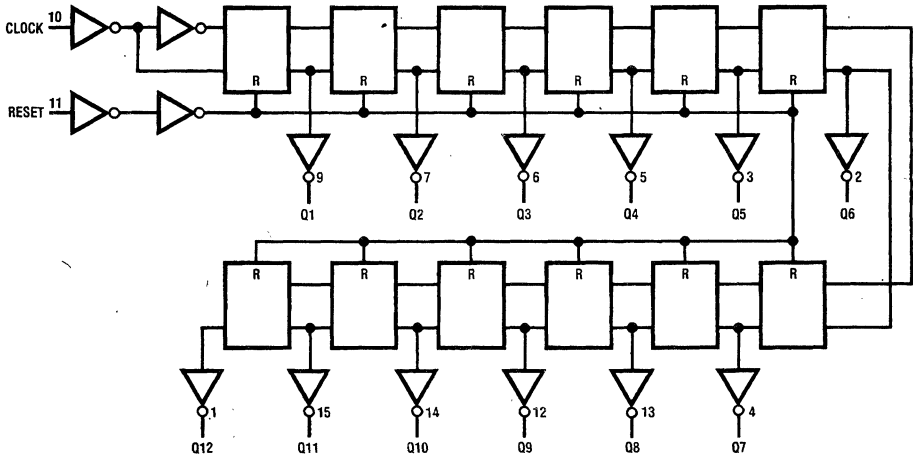 CLOCK 10
R R R R R R
RESET 11
9 7 6 5 3 2
Q1 Q2 Q3 Q4 Q5 Q6
R R R R R R
1 15 14 12 13 4
Q12 Q11 Q10 Q9 Q8 Q7